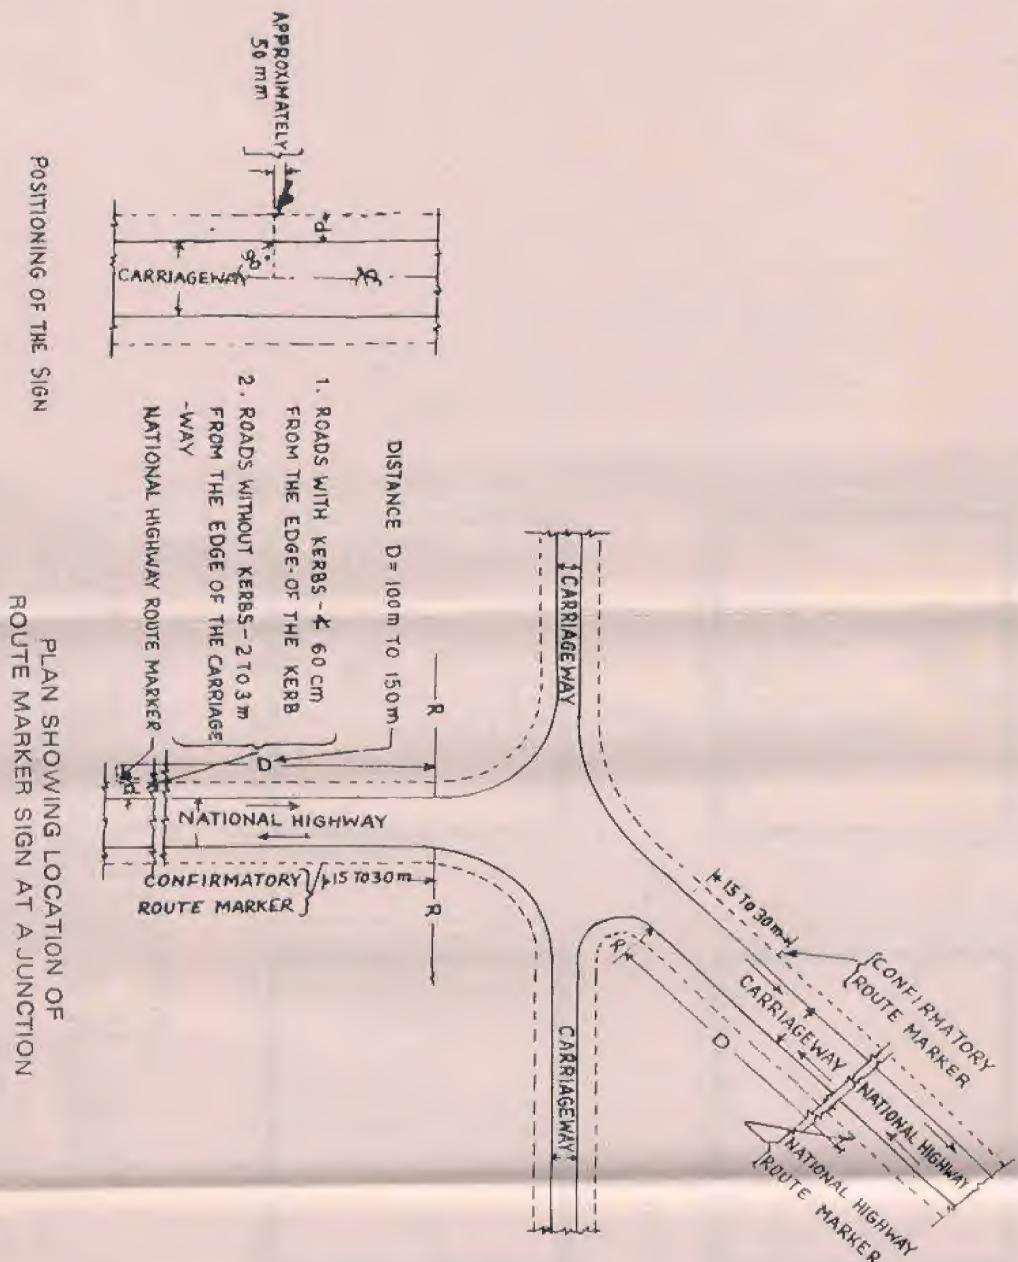 APPROXIMATELY
50 mm
d
90°
CARRIAGEWAY
POSITIONING OF THE SIGN
DISTANCE D= 100m TO 150m
1. ROADS WITH KERBS - ≮ 60 cm
FROM THE EDGE OF THE KERB
2. ROADS WITHOUT KERBS - 2 TO 3 m
FROM THE EDGE OF THE CARRIAGE
-WAY
NATIONAL HIGHWAY ROUTE MARKER
CARRIAGEWAY
R
D
d
NATIONAL HIGHWAY
CONFIRMATORY
ROUTE MARKER
15 TO 30 m
R
CARRIAGEWAY
15 TO 30m
CONFIRMATORY
ROUTE MARKER
CARRIAGEWAY
R
D
NATIONAL HIGHWAY
NATIONAL HIGHWAY
ROUTE MARKER
PLAN SHOWING LOCATION OF
ROUTE MARKER SIGN AT A JUNCTION